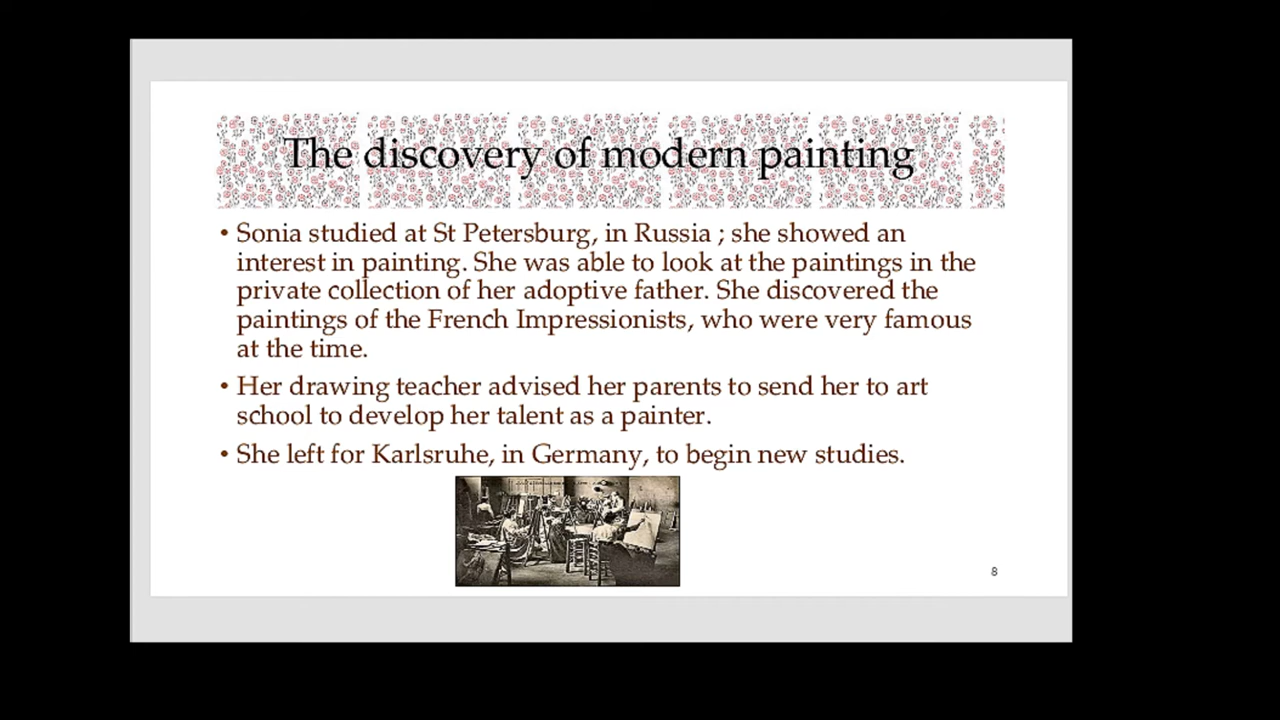 The discovery of modern painting
• Sonia studied at St Petersburg, in Russia ; she showed an
interest in painting. She was able to look at the paintings in the
private collection of her adoptive father. She discovered the
paintings of the French Impressionists, who were very famous
at the time.
• Her drawing teacher advised her parents to send her to art
school to develop her talent as a painter.
• She left for Karlsruhe, in Germany, to begin new studies.
8